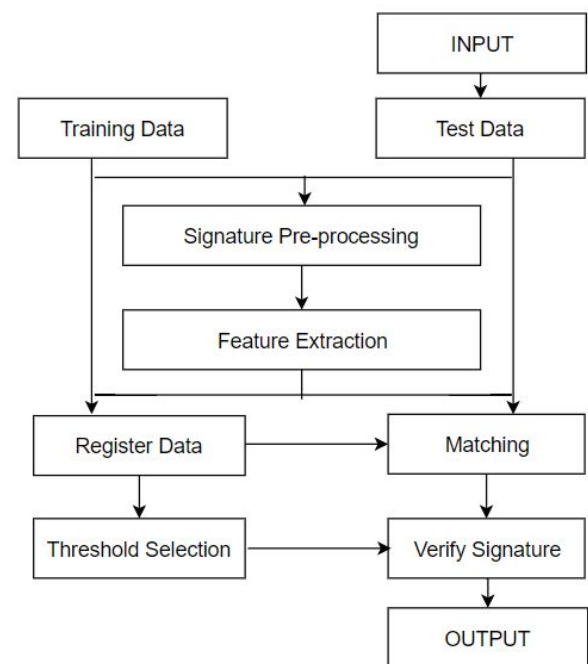 INPUT
Training Data
Test Data
Signature Pre-processing
Feature Extraction
Register Data
Matching
Threshold Selection
Verify Signature
OUTPUT